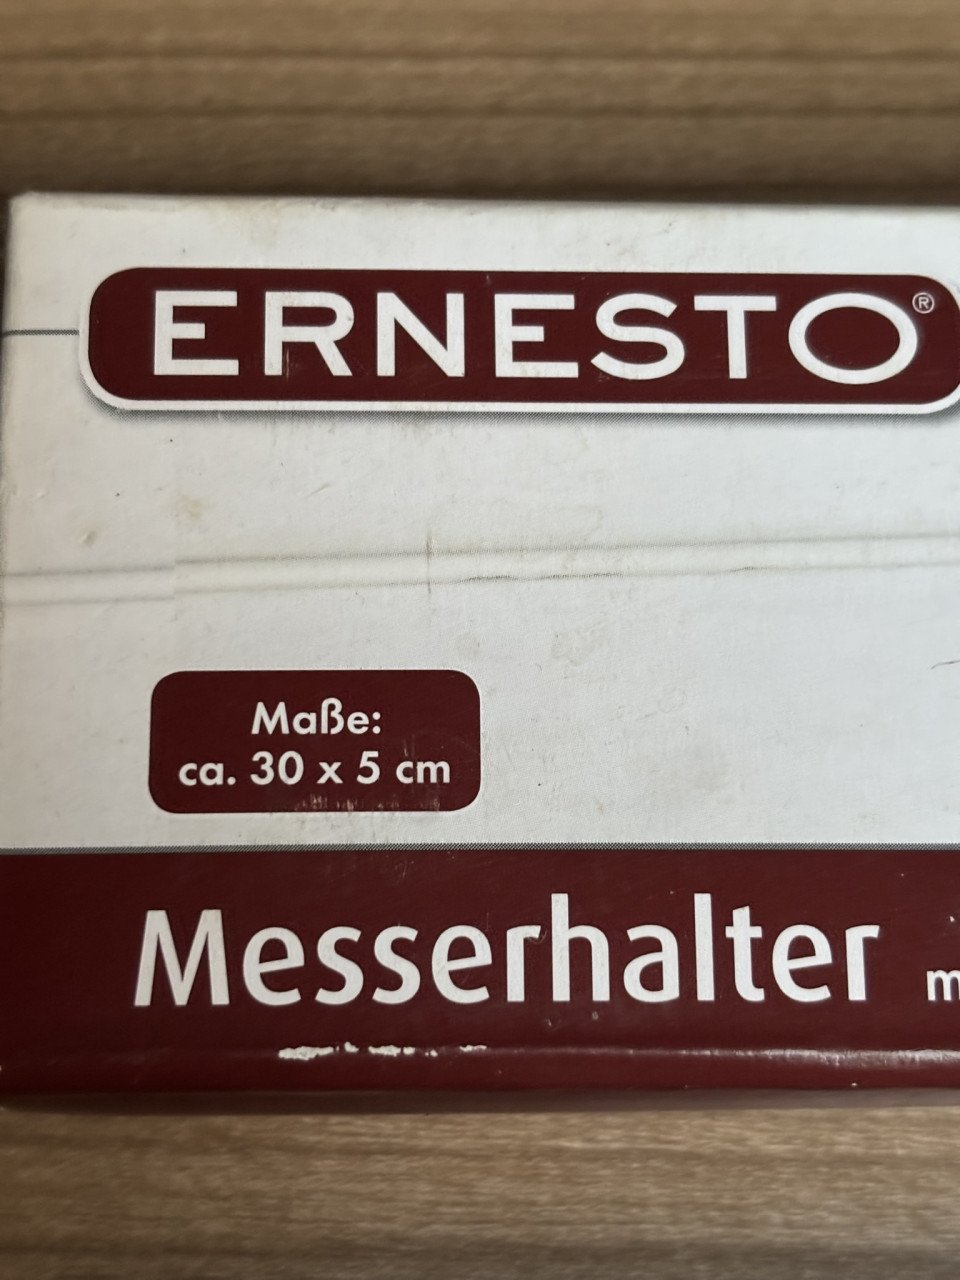 ERNESTO®
Maße:
ca. 30 x 5 cm
Messerhalter